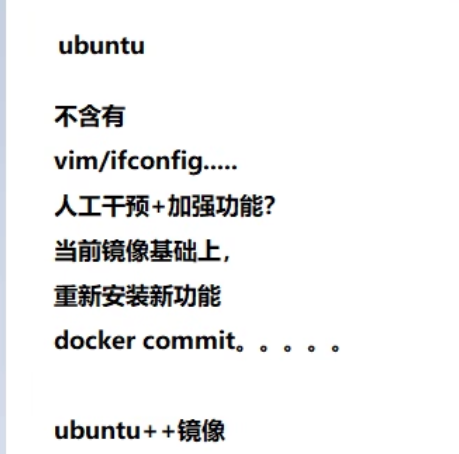 ubuntu
不含有
vim/ifconfig.....
人工干预+加强功能?
当前镜像基础上，
重新安装新功能
docker commit。。。。。
ubuntu++镜像